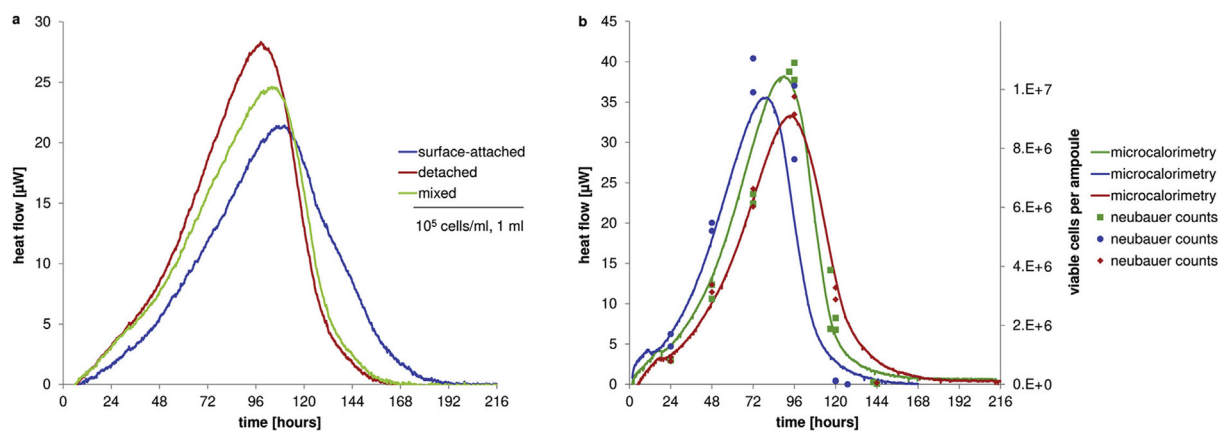 a
30
25
20
15
10
5
0
heat flow [µW]
0 24 48 72 96 120 144 168 192 216
time [hours]
surface-attached
detached
mixed
10⁵ cells/ml, 1 ml
b
45
40
35
30
25
20
15
10
5
0
heat flow [µW]
0 24 48 72 96 120 144 168 192 216
time [hours]
1.E+7
8.E+6
6.E+6
4.E+6
2.E+6
0.E+0
viable cells per ampoule
microcalorimetry
microcalorimetry
microcalorimetry
neubauer counts
neubauer counts
neubauer counts